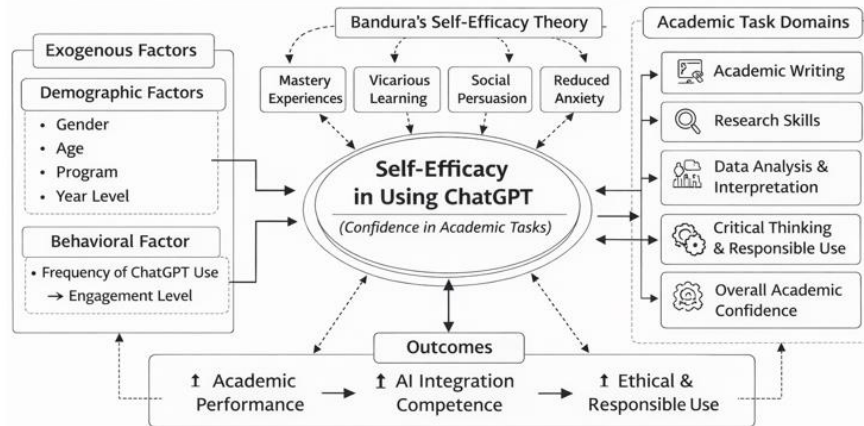 Bandura's Self-Efficacy Theory
Mastery
Experiences
Vicarious
Learning
Social
Persuasion
Reduced
Anxiety
Exogenous Factors
Demographic Factors
• Gender
• Age
• Program
• Year Level
Behavioral Factor
• Frequency of ChatGPT Use
→ Engagement Level
Self-Efficacy
in Using ChatGPT
(Confidence in Academic Tasks)
Academic Task Domains
Academic Writing
Research Skills
Data Analysis &
Interpretation
Critical Thinking
& Responsible Use
Overall Academic
Confidence
Outcomes
↑ Academic
Performance
↑ AI Integration
Competence
↑ Ethical &
Responsible Use